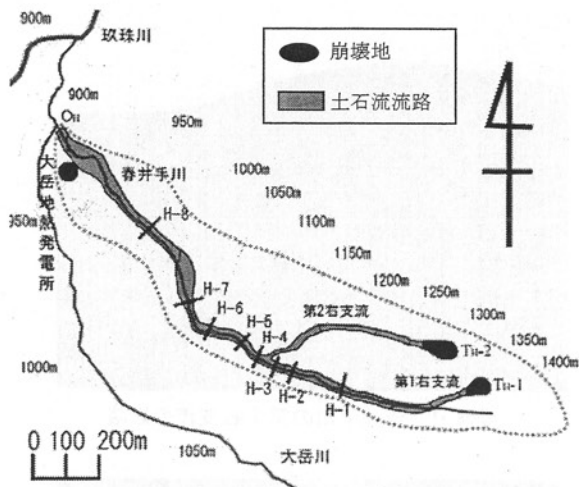 900m
玖珠川
崩壊地
土石流流路
900m
OH
950m
春井手川
大岳地熱発電所
950m
1000m
1050m
1100m
1150m
1200m
1250m
1300m
1350m
1400m
H-8
H-7
H-6
H-5
H-4
H-3
H-2
H-1
第2右支流
TH-2
第1右支流
TH-1
1000m
1050m
大岳川
0 100 200m